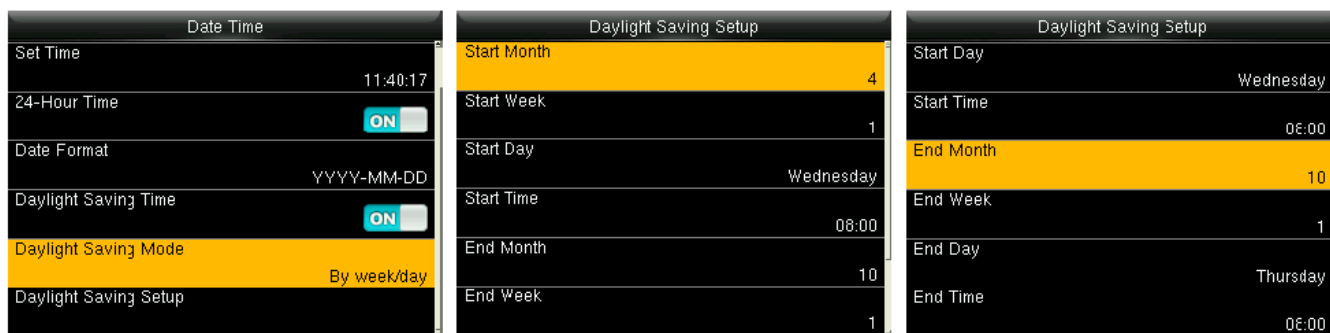 Date Time
Set Time
11:40:17
24-Hour Time
ON
Date Format
YYYY-MM-DD
Daylight Saving Time
ON
Daylight Saving Mode
By week/day
Daylight Saving Setup
Daylight Saving Setup
Start Month
4
Start Week
1
Start Day
Wednesday
Start Time
08:00
End Month
10
End Week
1
Daylight Saving Setup
Start Day
Wednesday
Start Time
08:00
End Month
10
End Week
1
End Day
Thursday
End Time
08:00